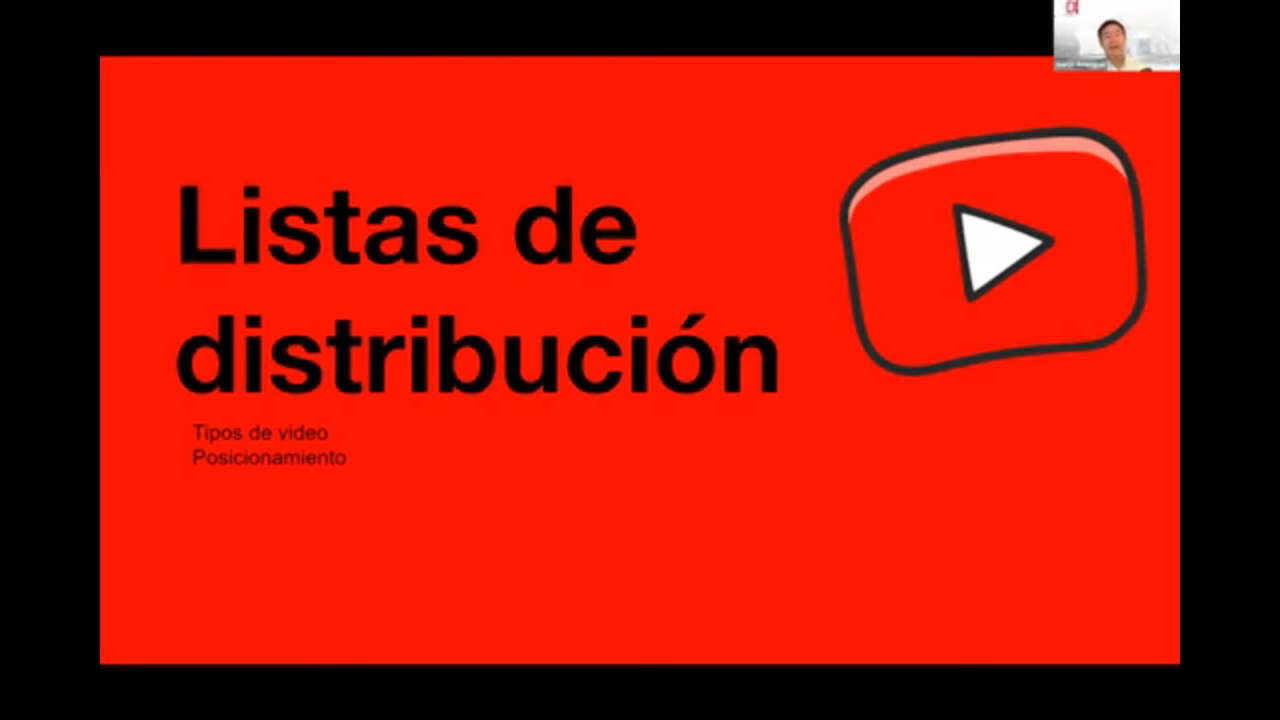 Listas de
distribución
Tipos de video
Posicionamiento